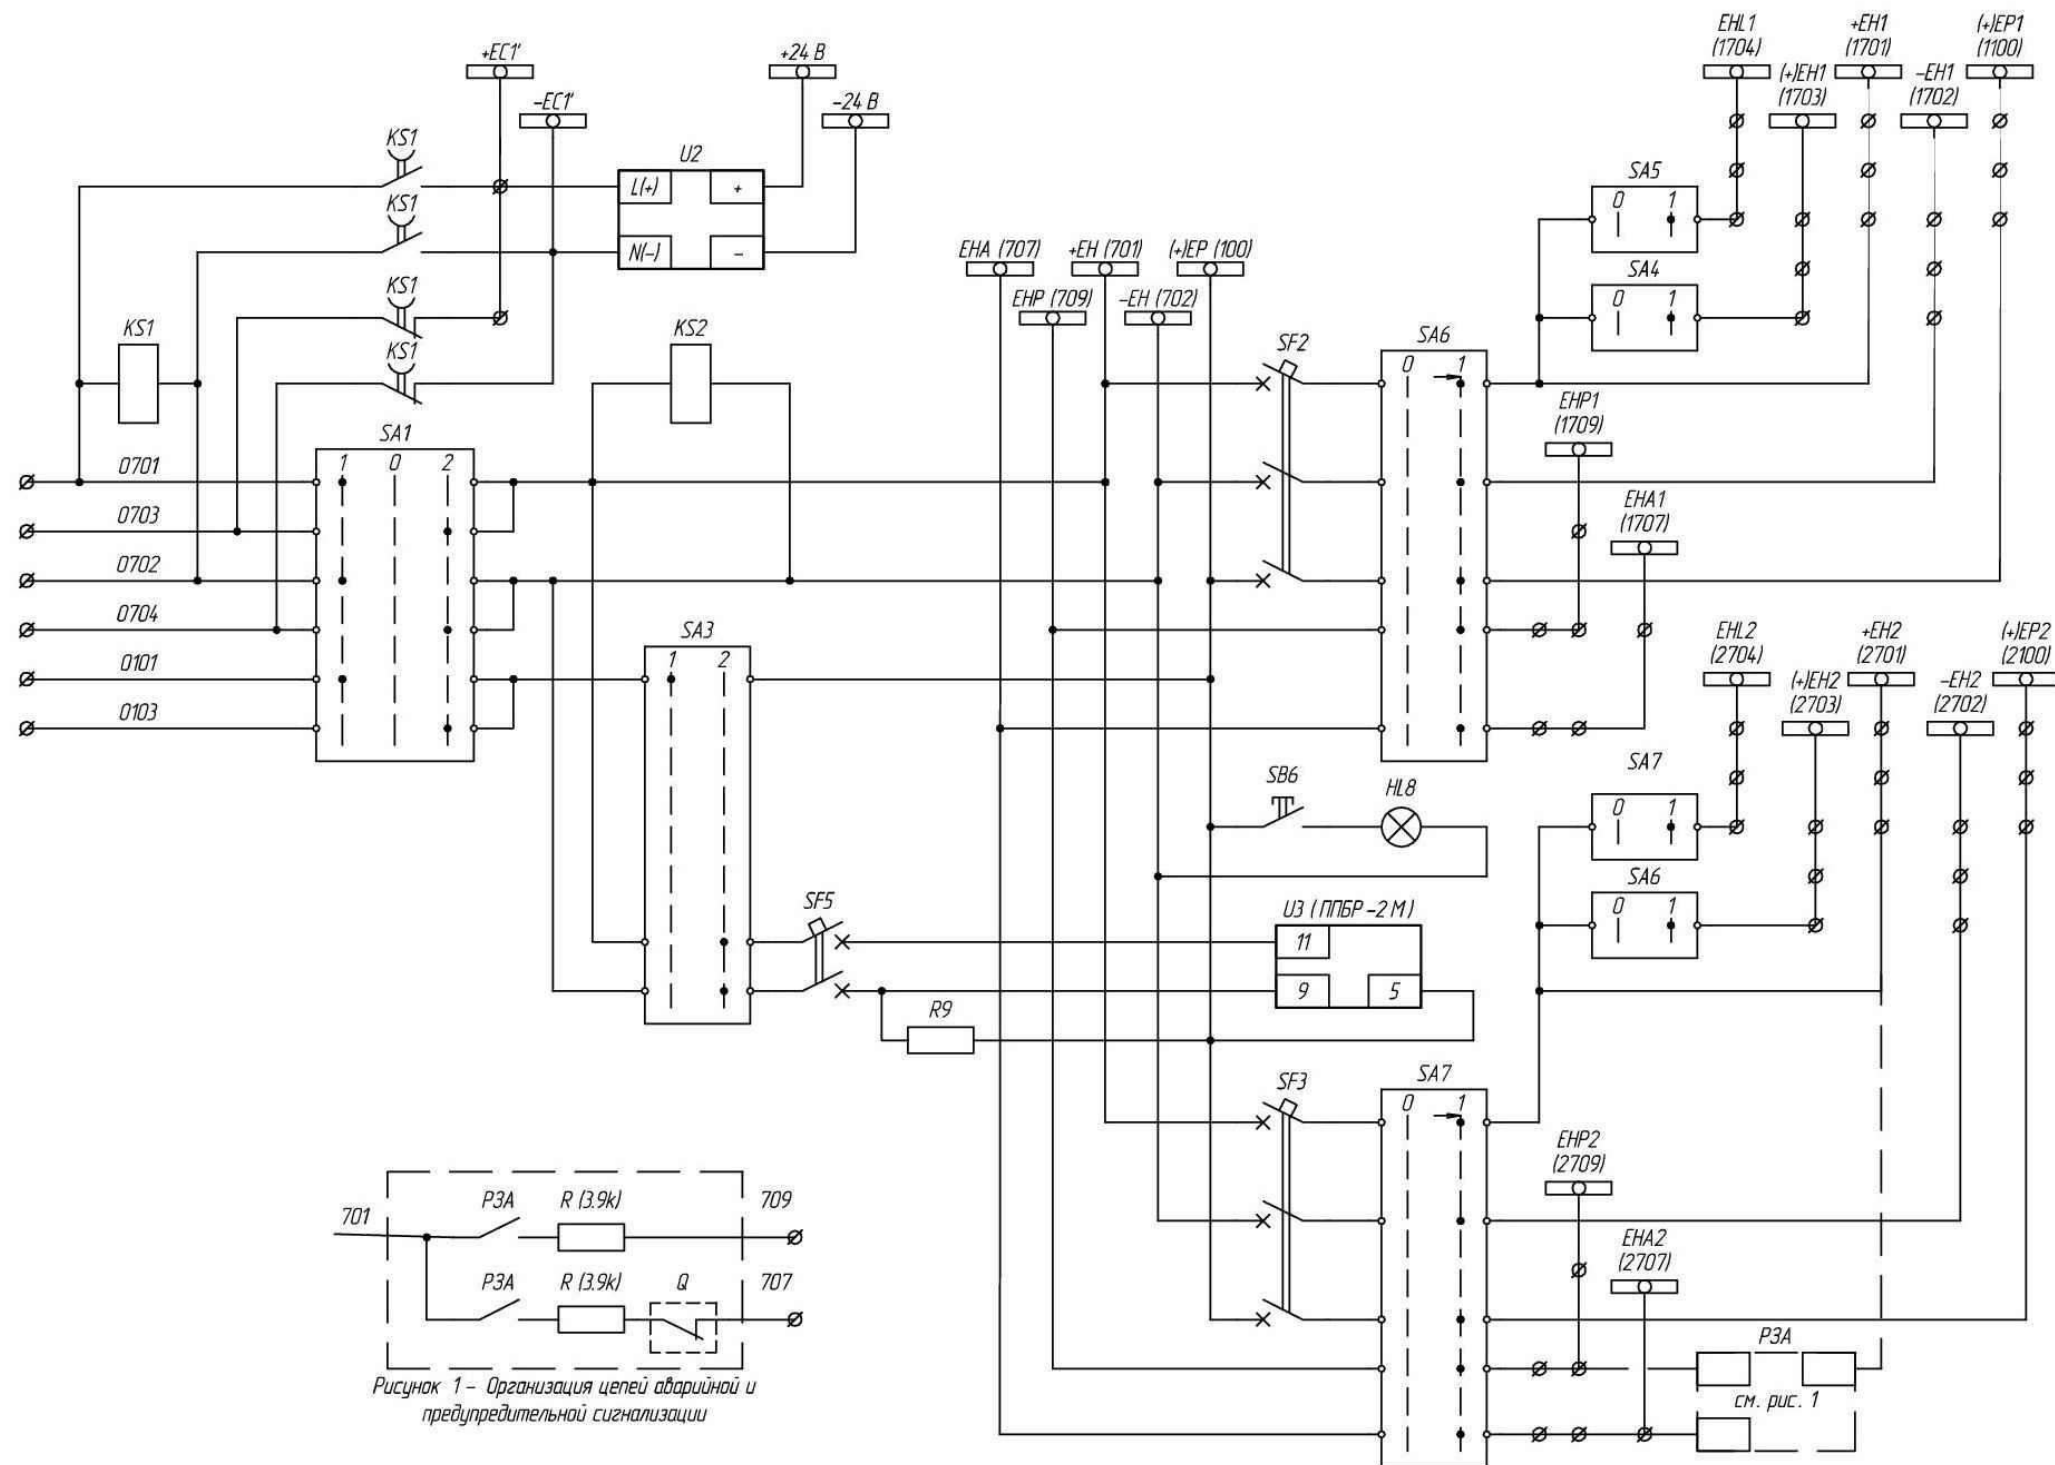 EHL1
(1704)
+EH1
(1701)
(+)EP1
(1100)
+EC1'
+24 В
(+)EH1
(1703)
-EH1
(1702)
-EC1'
-24 В
KS1
U2
L(+)
+
SA5
0 1
KS1
N(-)
-
EHA (707)
+EH (701)
(+)EP (100)
SA4
0 1
KS1
EHP (709)
-EH (702)
KS1
KS2
SF2
SA6
0 1
KS1
EHP1
(1709)
SA1
1 0 2
0701
EHA1
(1707)
0703
0702
0704
SA3
1 2
EHL2
(2704)
+EH2
(2701)
(+)EP2
(2100)
0101
(+)EH2
(2703)
-EH2
(2702)
0103
SB6
HL8
SA7
0 1
SA6
0 1
SF5
U3 (ППБР-2М)
11
9
5
R9
SF3
SA7
0 1
EHP2
(2709)
EHA2
(2707)
701
РЗА
R (3.9k)
709
РЗА
R (3.9k)
Q
707
РЗА
см. рис. 1
Рисунок 1 - Организация цепей аварийной и
предупредительной сигнализации